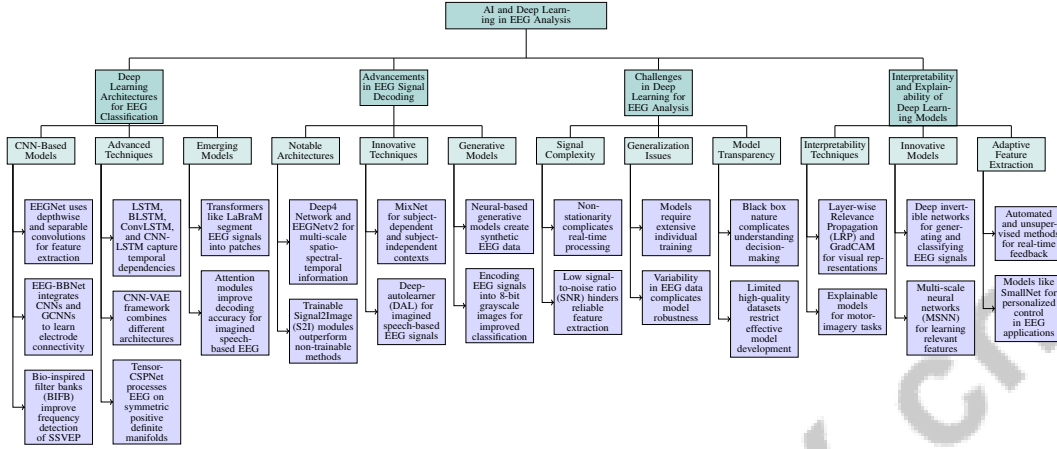 AI and Deep Learn-
ing in EEG Analysis
Deep
Learning
Architectures
for EEG
Classification
Advancements
in EEG Signal
Decoding
Challenges
in Deep
Learning for
EEG Analysis
Interpretability
and Explain-
ability of
Deep Learn-
ing Models
CNN-Based
Models
Advanced
Techniques
Emerging
Models
Notable
Architectures
Innovative
Techniques
Generative
Models
Signal
Complexity
Generalization
Issues
Model
Transparency
Interpretability
Techniques
Innovative
Models
Adaptive
Feature
Extraction
EEGNet uses
depthwise
and separable
convolutions
for feature
extraction
LSTM,
BLSTM,
ConvLSTM,
and CNN-
LSTM capture
temporal
dependencies
Transformers
like LaBraM
segment
EEG signals
into patches
Deep4
Network and
EEGNetv2 for
multi-scale
spatio-
spectral-
temporal
information
MixNet
for subject-
dependent
and subject-
independent
contexts
Neural-based
generative
models create
synthetic
EEG data
Non-
stationarity
complicates
real-time
processing
Models
require
extensive
individual
training
Black box
nature
complicates
understanding
decision-
making
Layer-wise
Relevance
Propagation
(LRP) and
GradCAM
for visual rep-
resentations
Deep invert-
ible networks
for gener-
ating and
classifying
EEG signals
Automated
and unsuper-
vised methods
for real-time
feedback
EEG-BBNet
integrates
CNNs and
GCNNs to
learn
electrode
connectivity
CNN-VAE
framework
combines
different
architectures
Attention
modules
improve
decoding
accuracy for
imagined
speech-
based EEG
Trainable
Signal2Image
(S2I) modules
outperform
non-trainable
methods
Deep-
autolearner
(DAL) for
imagined
speech-based
EEG signals
Encoding
EEG signals
into 8-bit
grayscale
images for
improved
classification
Low signal-
to-noise ratio
(SNR) hinders
reliable
feature
extraction
Variability
in EEG data
complicates
model
robustness
Limited
high-quality
datasets
restrict
effective
model
development
Explainable
models
for motor-
imagery tasks
Multi-scale
neural
networks
(MSNN) for
learning
relevant
features
Models like
SmallNet for
personalized
control
in EEG
applications
Bio-inspired
filter banks
(BIFB)
improve
frequency
detection
of SSVEP
Tensor-
CSPNet
processes
EEG on
symmetric
positive
definite
manifolds